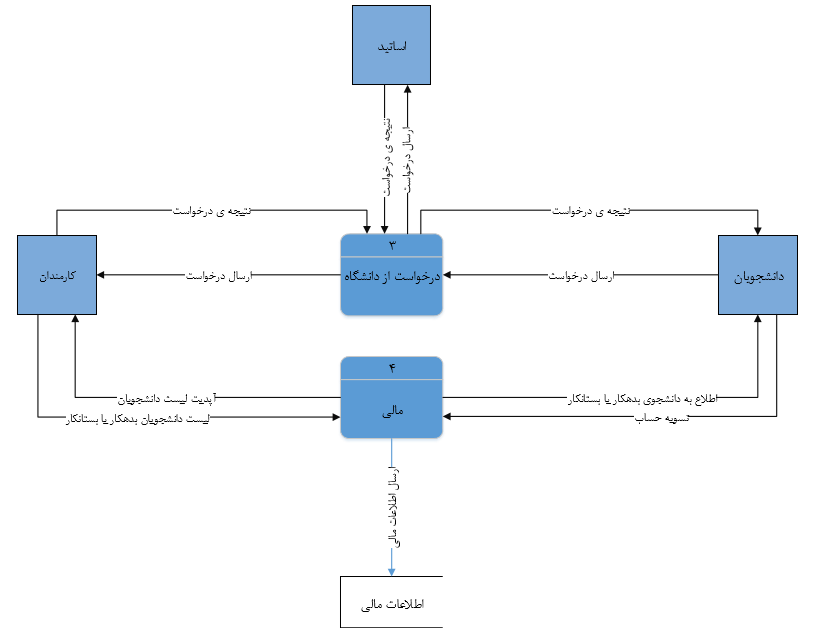 اساتید
نتیجه ی درخواست
ارسال درخواست
نتیجه ی درخواست
نتیجه ی درخواست
۳
درخواست از دانشگاه
دانشجویان
ارسال درخواست
ارسال درخواست
کارمندان
۴
مالی
اطلاع به دانشجوی بدهکار یا بستانکار
تسویه حساب
آپدیت لیست دانشجویان
لیست دانشجویان بدهکار یا بستانکار
ارسال اطلاعات مالی
اطلاعات مالی